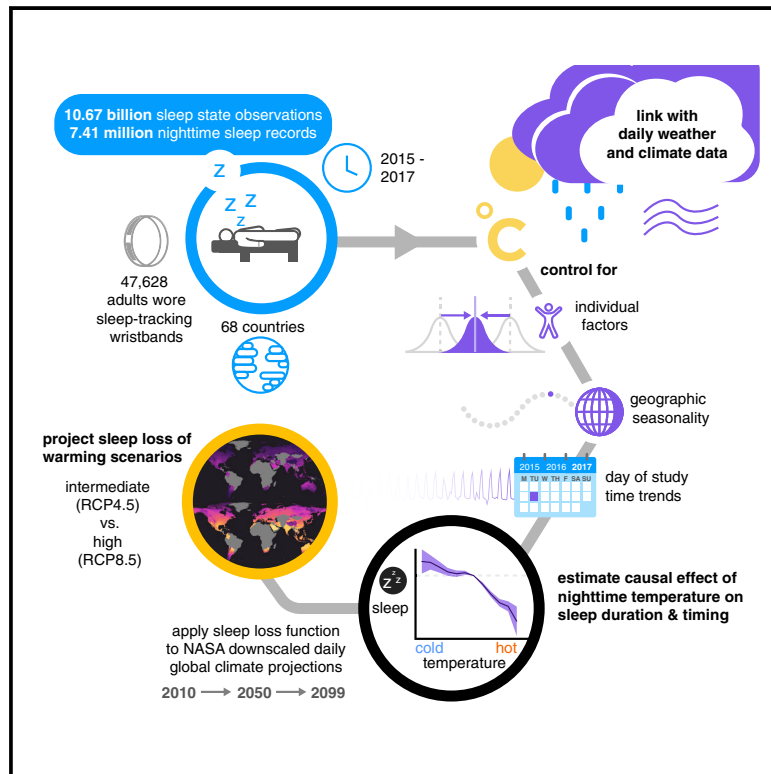 10.67 billion sleep state observations
7.41 million nighttime sleep records
z
z
z
z
2015 -
2017
link with
daily weather
and climate data
47,628
adults wore
sleep-tracking
wristbands
68 countries
control for
individual
factors
geographic
seasonality
2015 2016 2017
M TU W TH F SA SU
day of study
time trends
estimate causal effect of
nighttime temperature on
sleep duration & timing
z z z
sleep
cold hot
temperature
project sleep loss of
warming scenarios
intermediate
(RCP4.5)
vs.
high
(RCP8.5)
apply sleep loss function
to NASA downscaled daily
global climate projections
2010 → 2050 → 2099